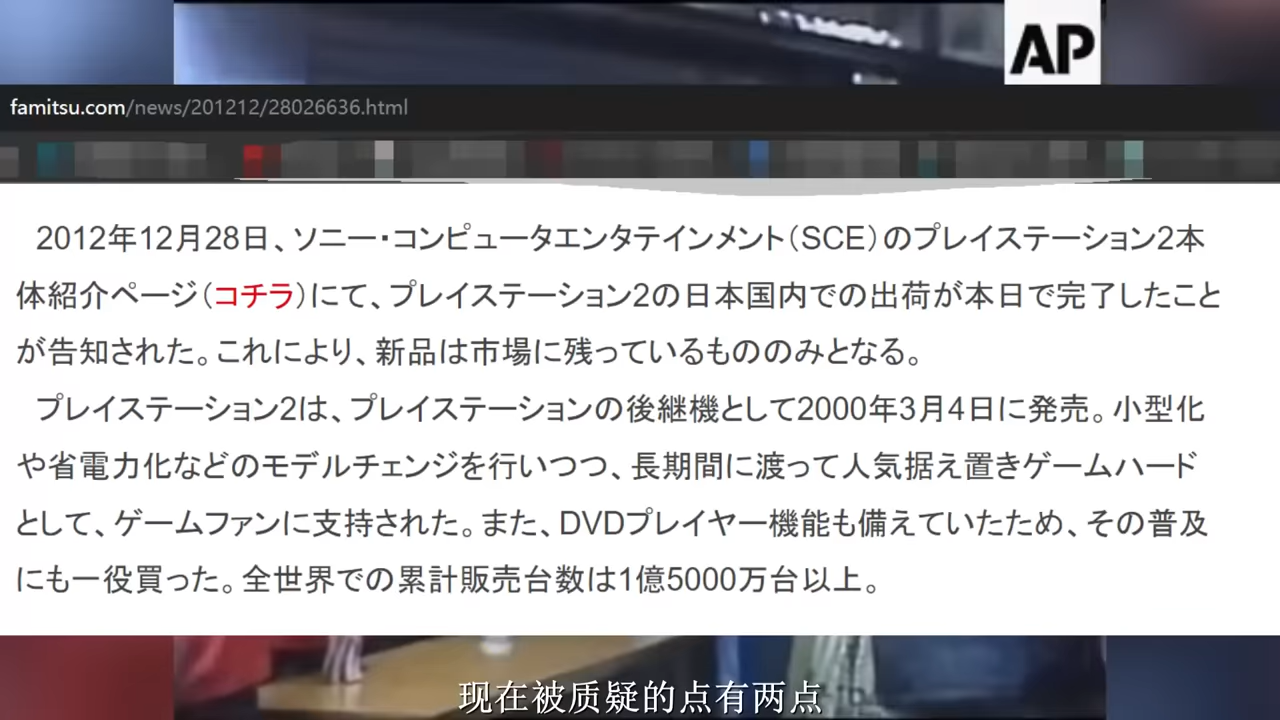 AP
famitsu.com/news/201212/28026636.html
2012年12月28日、ソニー・コンピュータエンタテインメント（SCE）のプレイステーション2本
体紹介ページ（コチラ）にて、プレイステーション2の日本国内での出荷が本日で完了したこと
が告知された。これにより、新品は市場に残っているもののみとなる。
プレイステーション2は、プレイステーションの後継機として2000年3月4日に発売。小型化
や省電力化などのモデルチェンジを行いつつ、長期間に渡って人気据え置きゲームハード
として、ゲームファンに支持された。また、DVDプレイヤー機能も備えていたため、その普及
にも一役買った。全世界での累計販売台数は1億5000万台以上。
现在被质疑的点有两点